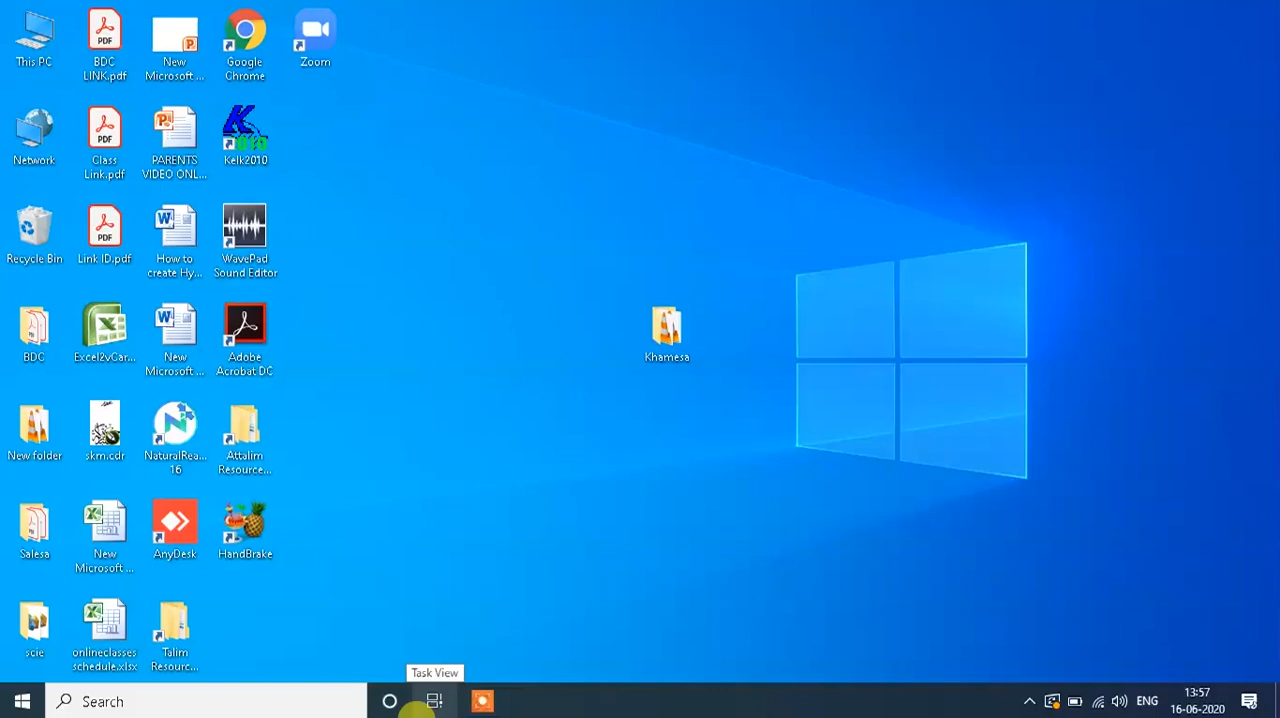 This PC
BDC
LINK.pdf
New
Microsoft ...
Google
Chrome
Zoom
Network
Class
Link.pdf
PARENTS
VIDEO ONL...
Kelk2010
Recycle Bin
Link ID.pdf
How to
create Hy...
WavePad
Sound Editor
BDC
Excel2vCar...
New
Microsoft ...
Adobe
Acrobat DC
Khamesa
New folder
skm.cdr
NaturalRea...
16
Attalim
Resource...
Salesa
New
Microsoft ...
AnyDesk
HandBrake
scie
onlineclasses
schedule.xlsx
Talim
Resourc...
Task View
Search
ENG
13:57
16-06-2020